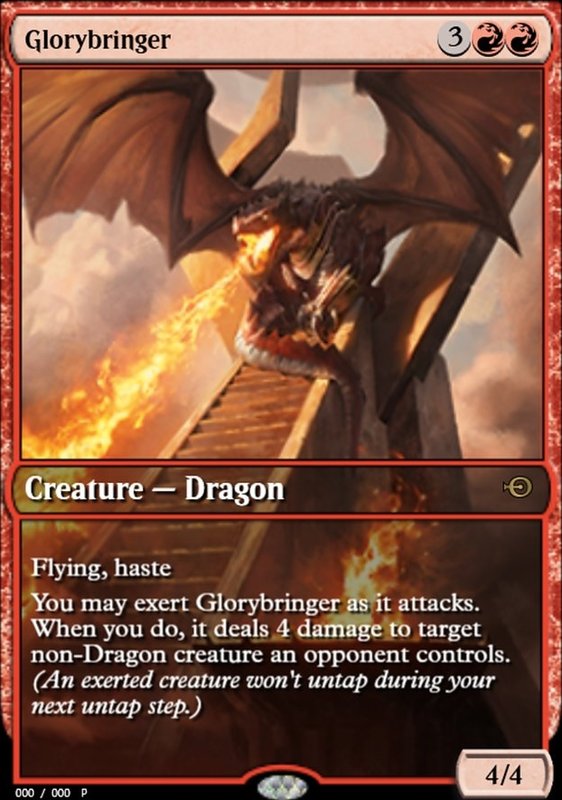 Glorybringer 3
Creature — Dragon
Flying, haste
You may exert Glorybringer as it attacks.
When you do, it deals 4 damage to target
non-Dragon creature an opponent controls.
(An exerted creature won't untap during your
next untap step.)
4/4
000 / 000 P